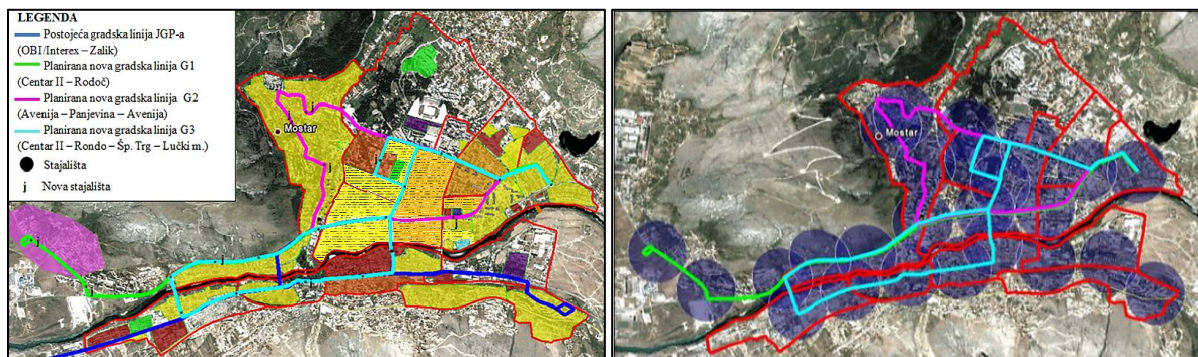 LEGENDA
Postojeća gradska linija JGP-a
(OBI/Interex – Zalik)
Planirana nova gradska linija G1
(Centar II – Rodoč)
Planirana nova gradska linija G2
(Avenija – Panjevina – Avenija)
Planirana nova gradska linija G3
(Centar II – Rondo – Šp. Trg – Lučki m.)
Stajališta
j Nova stajališta
j
Mostar
j
j
j
j
Mostar